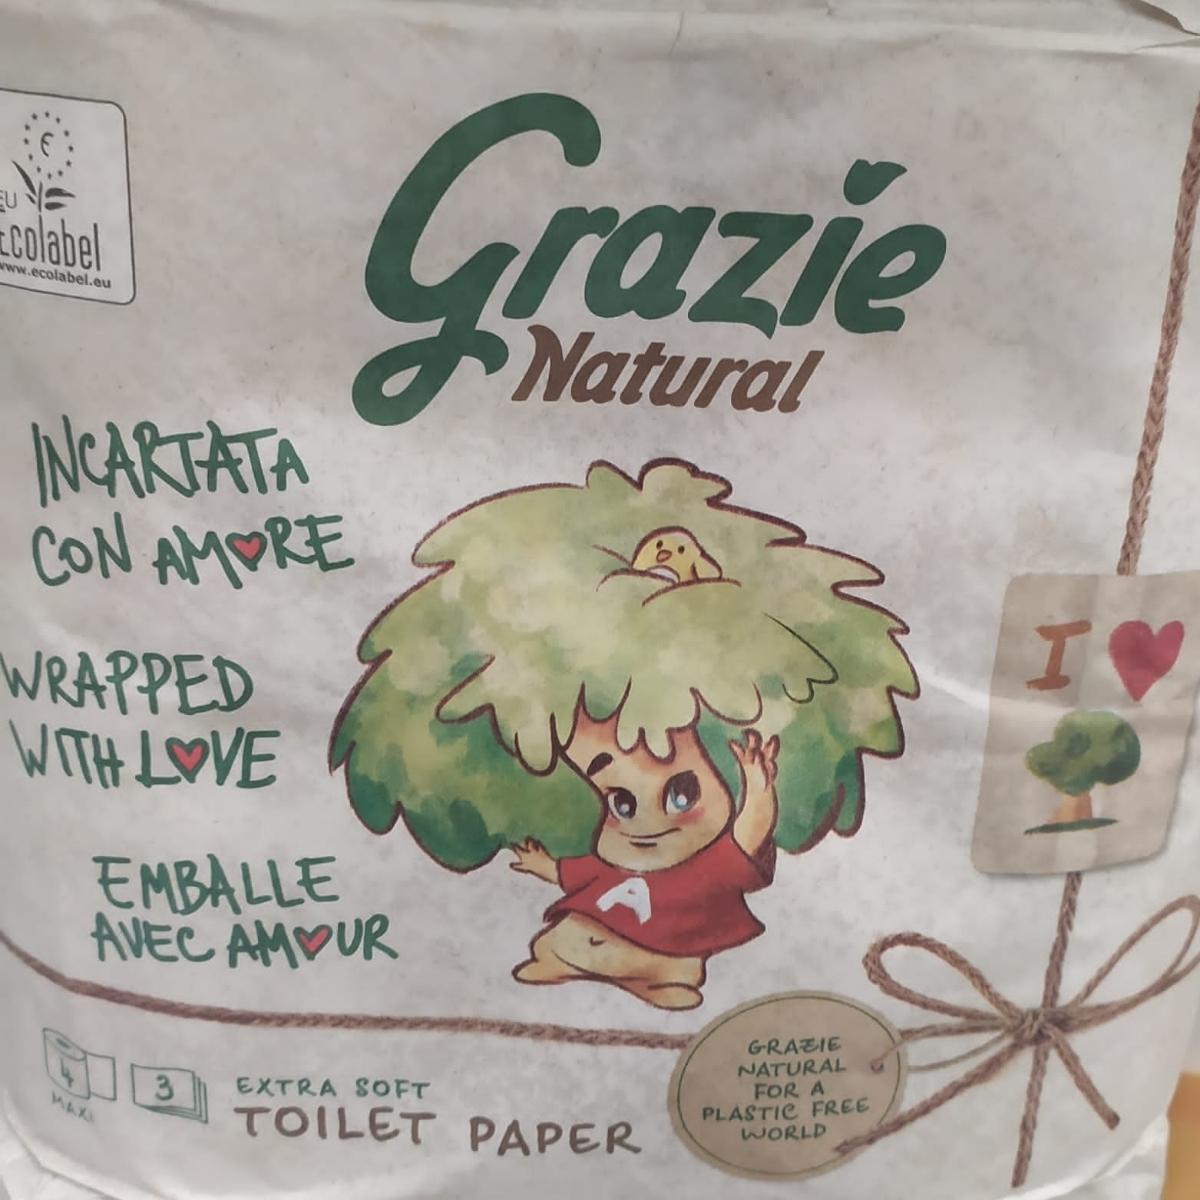 EU
Ecolabel
www.ecolabel.eu
Grazie
Natural
INCARTATA
CON AMORE
WRAPPED
WITH LOVE
EMBALLE
AVEC AMOUR
I
A
4
MAXI
3
EXTRA SOFT
TOILET PAPER
GRAZIE
NATURAL
FOR A
PLASTIC FREE
WORLD